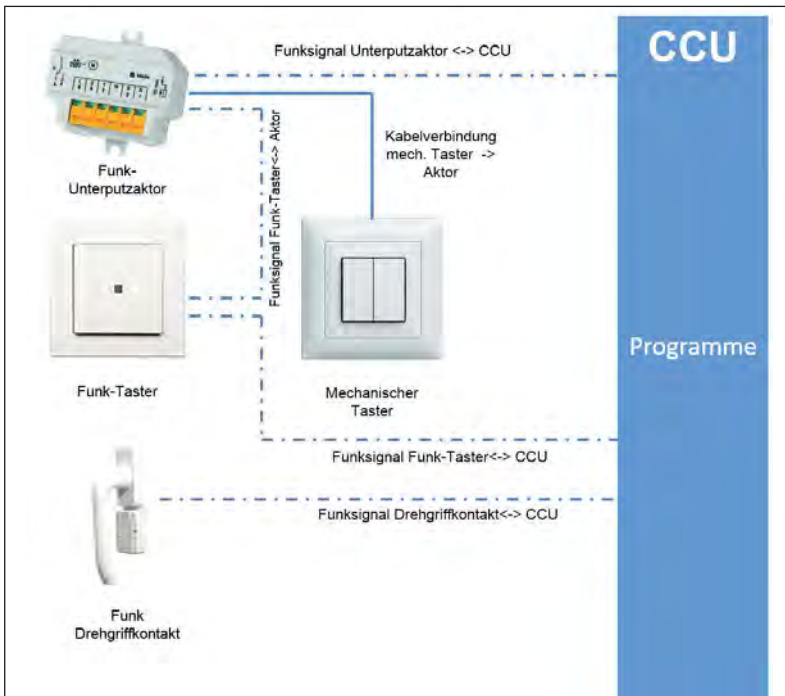 Funksignal Unterputzaktor <-> CCU
CCU
Kabelverbindung
mech. Taster ->
Aktor
Funksignal Funk-Taster<-> Aktor
Funk-
Unterputzaktor
Programme
Funk-Taster
Mechanischer
Taster
Funksignal Funk-Taster<-> CCU
Funksignal Drehgriffkontakt<-> CCU
Funk
Drehgriffkontakt